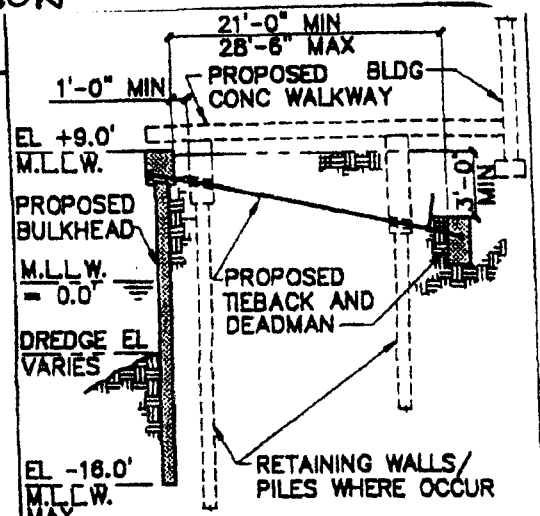 21'-0" MIN
28'-6" MAX
1'-0" MIN
PROPOSED BLDG
CONC WALKWAY
EL +9.0'
M.L.L.W.
3'-0"
MIN
PROPOSED
BULKHEAD
M.L.L.W.
= 0.0'
PROPOSED
TIEBACK AND
DEADMAN
DREDGE EL
VARIES
EL -16.0'
M.L.L.W.
MAX
RETAINING WALLS/
PILES WHERE OCCUR